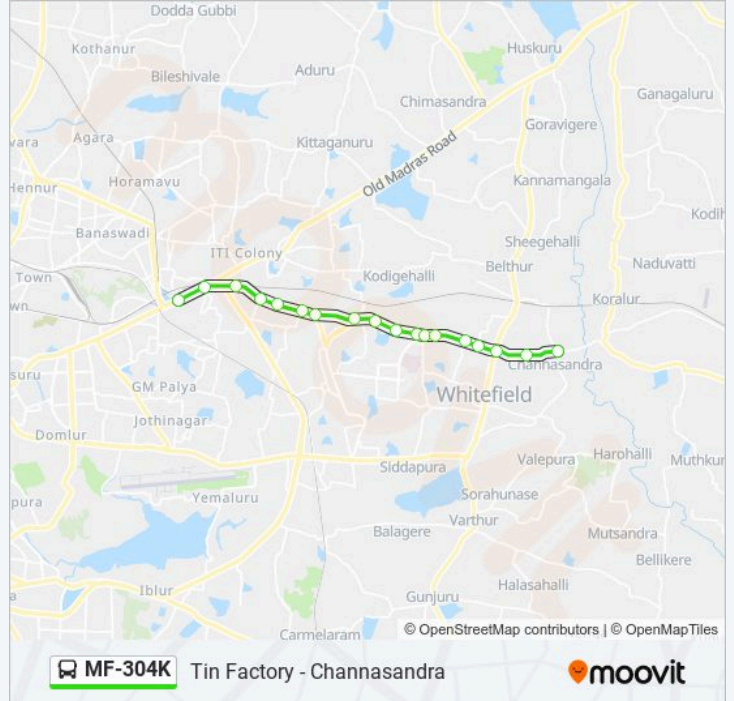 Dodda Gubbi
Kothanur
Huskuru
Bileshivale
Aduru
Ganagaluru
Chimasandra
Agara
Goravigere
vara
Kittaganuru
Old Madras Road
Horamavu
Kannamangala
Hennur
Kodih
Banaswadi
Sheegehalli
ITI Colony
Naduvatti
Belthur
Town
Kodigehalli
Koralur
wn
Channasandra
suru
GM Palya
Whitefield
Jothinagar
Domlur
Harohalli
Valepura
Muthkur
Siddapura
Yemaluru
Sorahunase
pura
Varthur
Balagere
Mutsandra
Bellikere
Halasahalli
Iblur
Gunjuru
a
Carmelaram
© OpenStreetMap contributors | © OpenMapTiles
MF-304K Tin Factory - Channasandra moovit